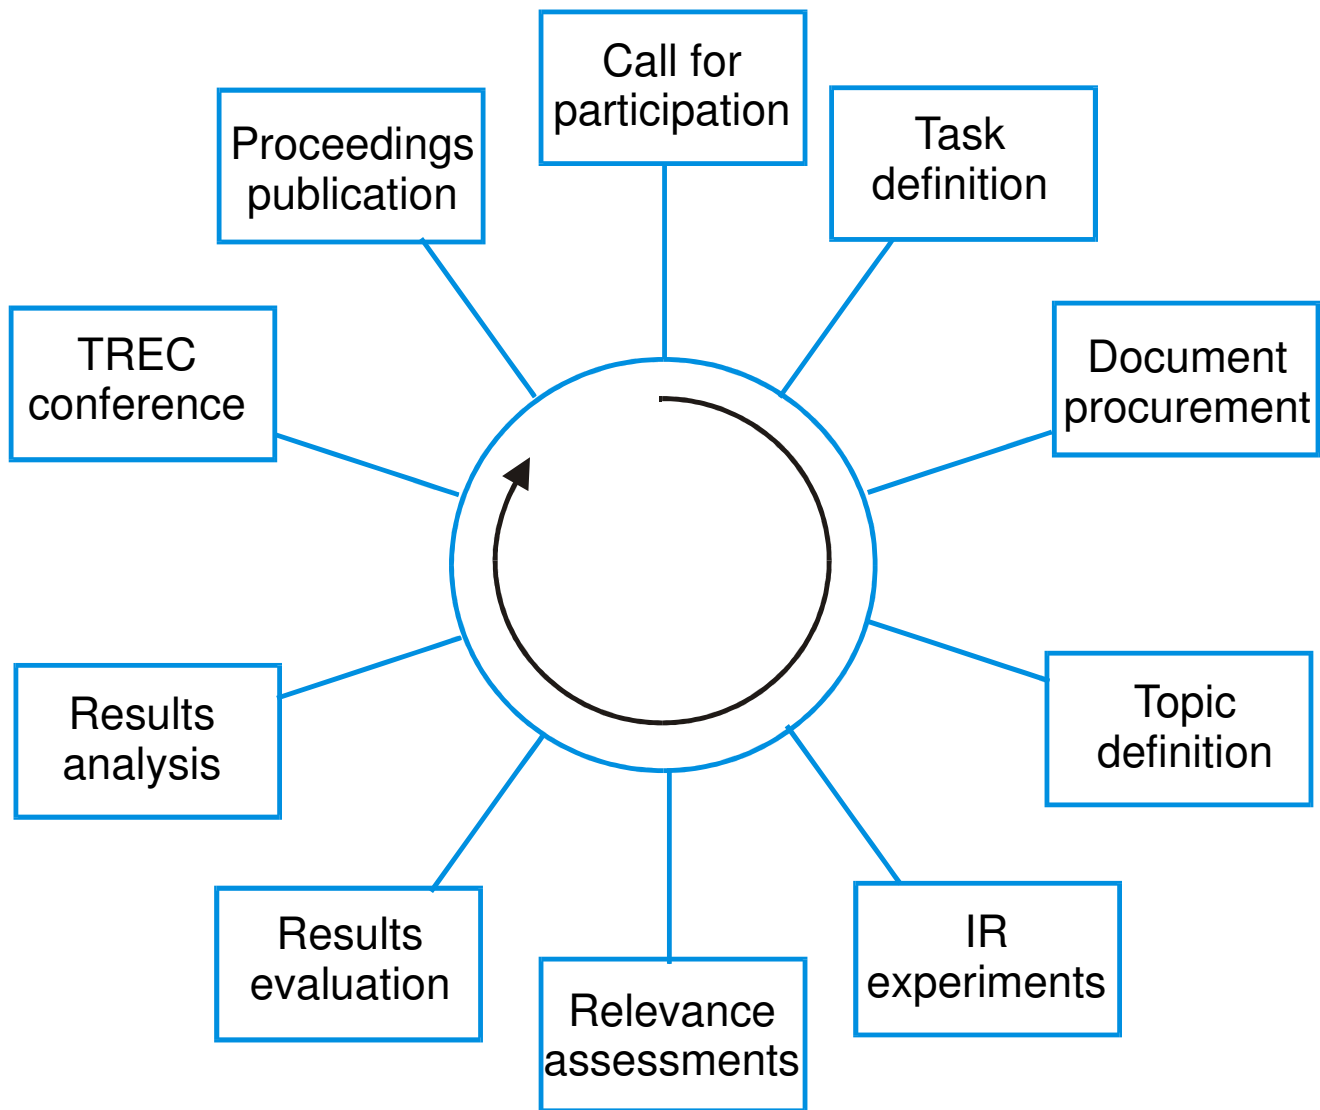 Call for
participation
Task
definition
Document
procurement
Topic
definition
IR
experiments
Relevance
assessments
Results
evaluation
Results
analysis
TREC
conference
Proceedings
publication